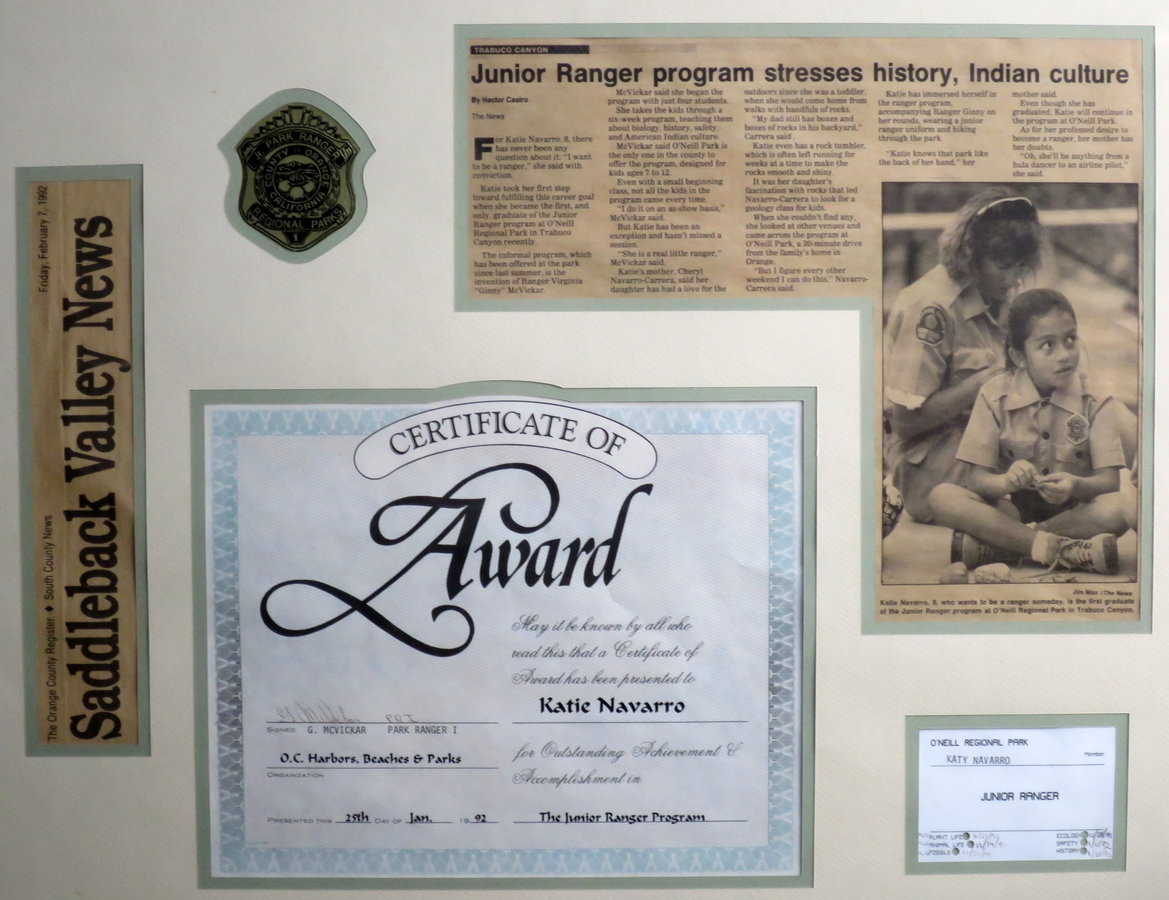 The Orange County Register ♦ South County News
Friday, February 7, 1992
Saddleback Valley News
PARK RANGER
COUNTY OF ORANGE
CALIFORNIA
REGIONAL PARKS
1
TRABUCO CANYON
Junior Ranger program stresses history, Indian culture
By Hector Castro
The News
For Katie Navarro, 8, there
has never been any
question about it: "I want
to be a ranger," she said with
conviction.
Katie took her first step
toward fulfilling this career goal
when she became the first, and
only, graduate of the Junior
Ranger program at O'Neill
Regional Park in Trabuco
Canyon recently.
The informal program, which
has been offered at the park
since last summer, is the
invention of Ranger Virginia
"Ginny" McVickar.
McVickar said she began the
program with just four students.
She takes the kids through a
six-week program, teaching them
about biology, history, safety,
and American Indian culture.
McVickar said O'Neill Park is
the only one in the county to
offer the program, designed for
kids ages 7 to 12.
Even with a small beginning
class, not all the kids in the
program came every time.
"I do it on an as-show basis,"
McVickar said.
But Katie has been an
exception and hasn't missed a
session.
"She is a real little ranger,"
McVickar said.
Katie's mother, Cheryl
Navarro-Carrera, said her
daughter has had a love for the
outdoors since she was a toddler,
when she would come home from
walks with handfuls of rocks.
"My dad still has boxes and
boxes of rocks in his backyard,"
Carrera said.
Katie even has a rock tumbler,
which is often left running for
weeks at a time to make the
rocks smooth and shiny.
It was her daughter's
fascination with rocks that led
Navarro-Carrera to look for a
geology class for kids.
When she couldn't find any,
she looked at other venues and
came across the program at
O'Neill Park, a 30-minute drive
from the family's home in
Orange.
"But I figure every other
weekend I can do this," Navarro-
Carrera said.
Katie has immersed herself in
the ranger program,
accompanying Ranger Ginny on
her rounds, wearing a junior
ranger uniform and hiking
through the park.
"Katie knows that park like
the back of her hand," her
mother said.
Even though she has
graduated, Katie will continue in
the program at O'Neill Park.
As for her professed desire to
become a ranger, her mother has
her doubts.
"Oh, she'll be anything from a
hula dancer to an airline pilot,"
she said.
Jim Max / The News
Katie Navarro, 8, who wants to be a ranger someday, is the first graduate
of the Junior Ranger program at O'Neill Regional Park in Trabuco Canyon.
CERTIFICATE OF
Award
May it be known by all who
read this that a Certificate of
Award has been presented to
Katie Navarro
for Outstanding Achievement &
Accomplishment in
The Junior Ranger Program
SIGNED G. MCVICKAR PARK RANGER I
O.C. Harbors, Beaches & Parks
ORGANIZATION
PRESENTED THIS 25th DAY OF Jan. 19 92
O'NEILL REGIONAL PARK
KATY NAVARRO
Member
JUNIOR RANGER
PLANT LIFE
ANIMAL LIFE
FOSSILS
ECOLOGY
SAFETY
HISTORY